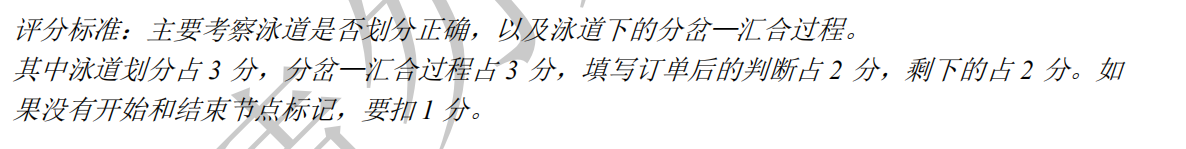 评分标准：主要考察泳道是否划分正确，以及泳道下的分岔—汇合过程。
其中泳道划分占 3 分，分岔—汇合过程占 3 分，填写订单后的判断占 2 分，剩下的占 2 分。如
果没有开始和结束节点标记，要扣 1 分。